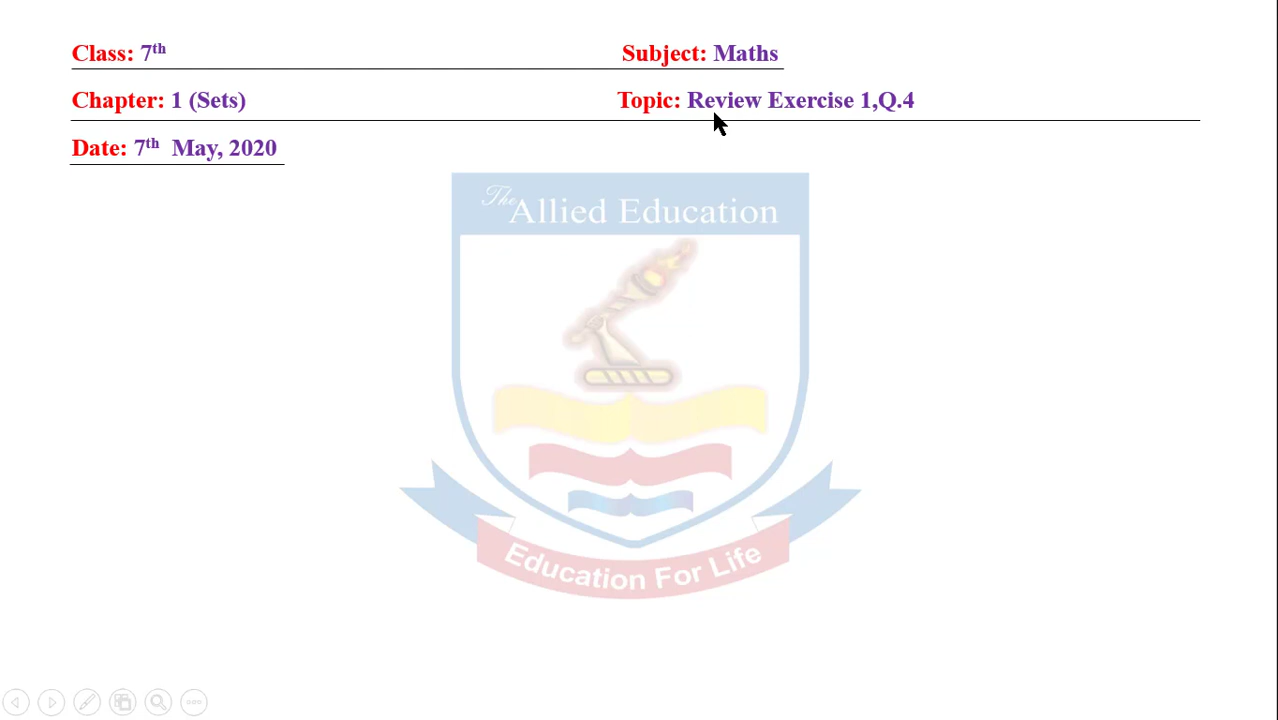 Class: 7th Subject: Maths
Chapter: 1 (Sets) Topic: Review Exercise 1,Q.4
Date: 7th May, 2020
The Allied Education
Education For Life